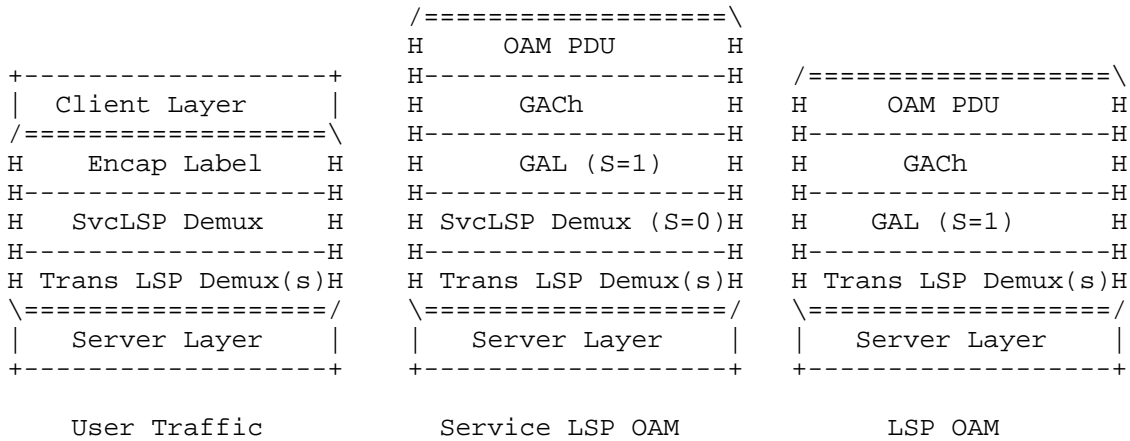 /===================\
                         H     OAM PDU       H
+-------------------+    H-------------------H   /===================\
|   Client Layer    |    H      GACh         H   H     OAM PDU       H
/===================\    H-------------------H   H-------------------H
H    Encap Label    H    H      GAL (S=1)    H   H      GACh         H
H-------------------H    H-------------------H   H-------------------H
H   SvcLSP Demux    H    H SvcLSP Demux (S=0)H   H    GAL (S=1)      H
H-------------------H    H-------------------H   H-------------------H
H Trans LSP Demux(s)H    H Trans LSP Demux(s)H   H Trans LSP Demux(s)H
\===================/    \===================/   \===================/
|   Server Layer    |    |   Server Layer    |   |   Server Layer    |
+-------------------+    +-------------------+   +-------------------+
    User Traffic           Service LSP OAM             LSP OAM